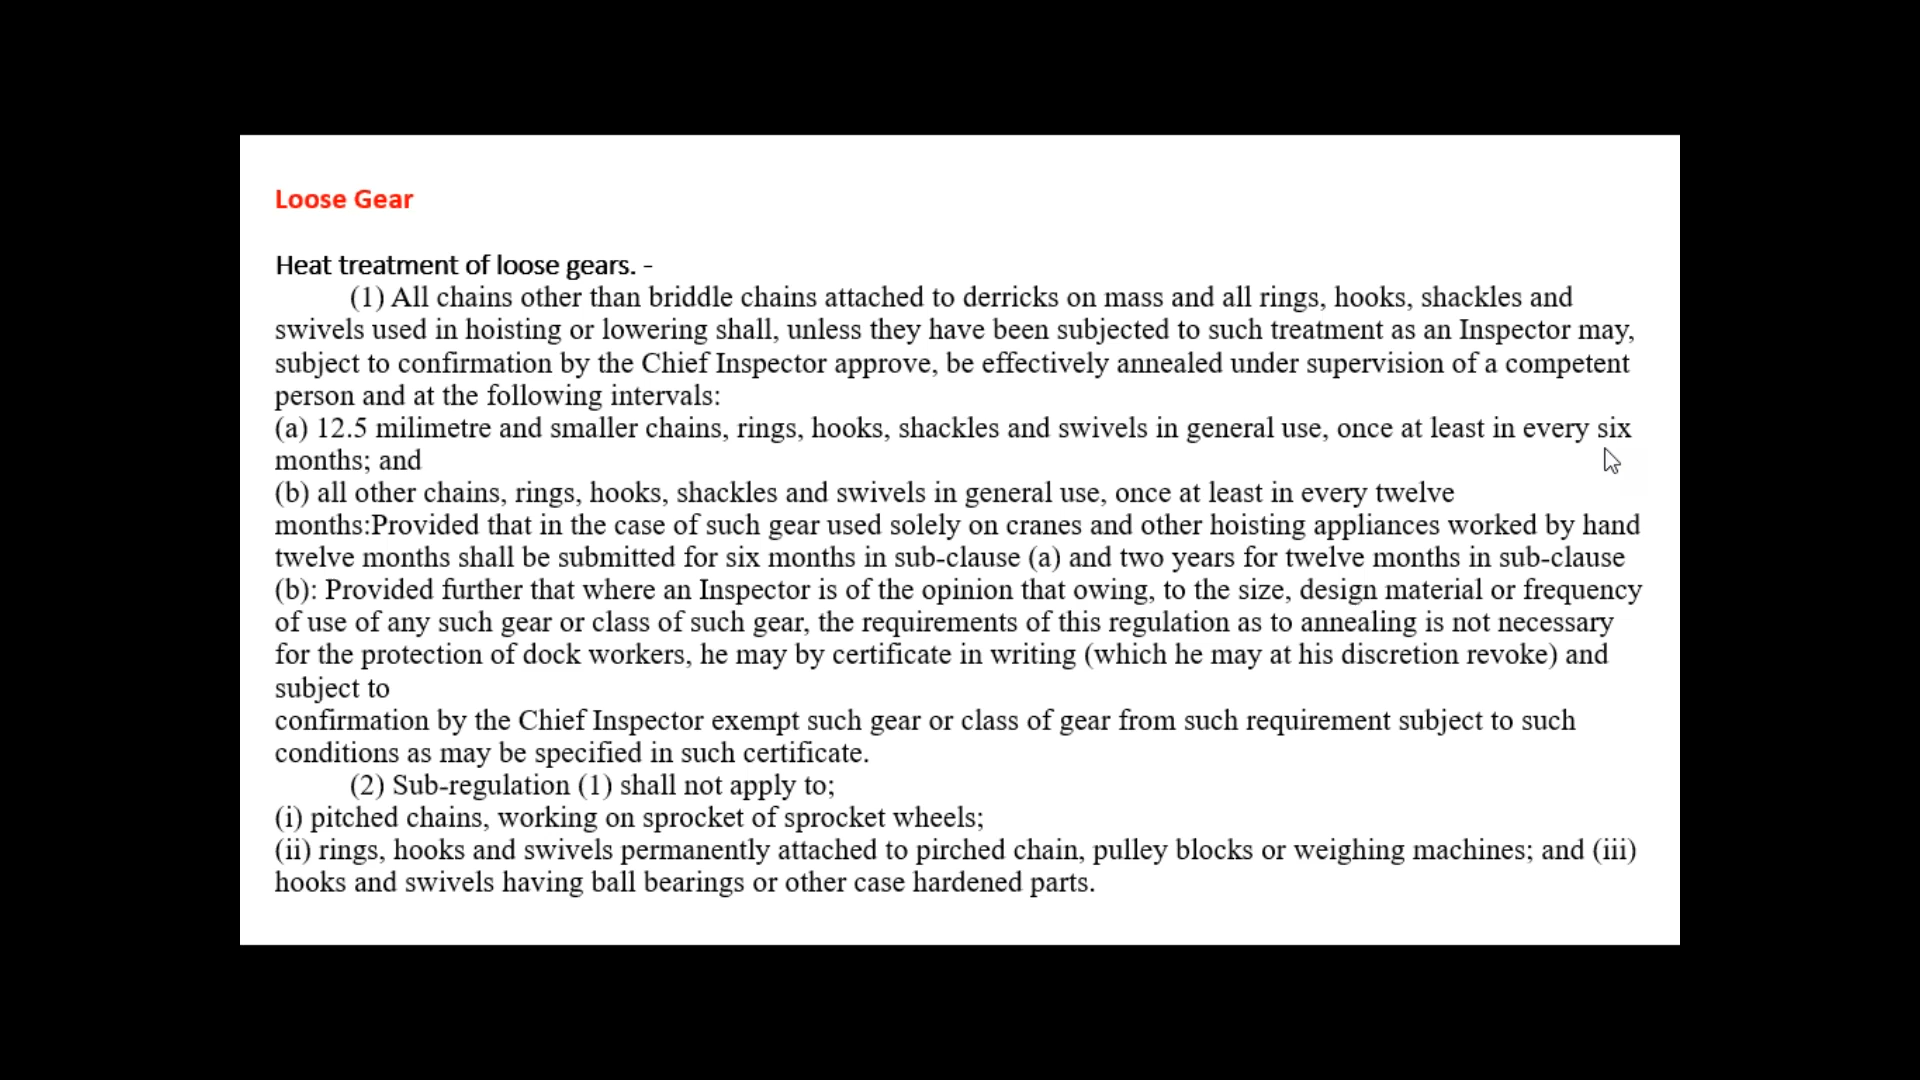 Loose Gear
Heat treatment of loose gears. -
(1) All chains other than briddle chains attached to derricks on mass and all rings, hooks, shackles and
swivels used in hoisting or lowering shall, unless they have been subjected to such treatment as an Inspector may,
subject to confirmation by the Chief Inspector approve, be effectively annealed under supervision of a competent
person and at the following intervals:
(a) 12.5 milimetre and smaller chains, rings, hooks, shackles and swivels in general use, once at least in every six
months; and
(b) all other chains, rings, hooks, shackles and swivels in general use, once at least in every twelve
months:Provided that in the case of such gear used solely on cranes and other hoisting appliances worked by hand
twelve months shall be submitted for six months in sub-clause (a) and two years for twelve months in sub-clause
(b): Provided further that where an Inspector is of the opinion that owing, to the size, design material or frequency
of use of any such gear or class of such gear, the requirements of this regulation as to annealing is not necessary
for the protection of dock workers, he may by certificate in writing (which he may at his discretion revoke) and
subject to
confirmation by the Chief Inspector exempt such gear or class of gear from such requirement subject to such
conditions as may be specified in such certificate.
(2) Sub-regulation (1) shall not apply to;
(i) pitched chains, working on sprocket of sprocket wheels;
(ii) rings, hooks and swivels permanently attached to pirched chain, pulley blocks or weighing machines; and (iii)
hooks and swivels having ball bearings or other case hardened parts.